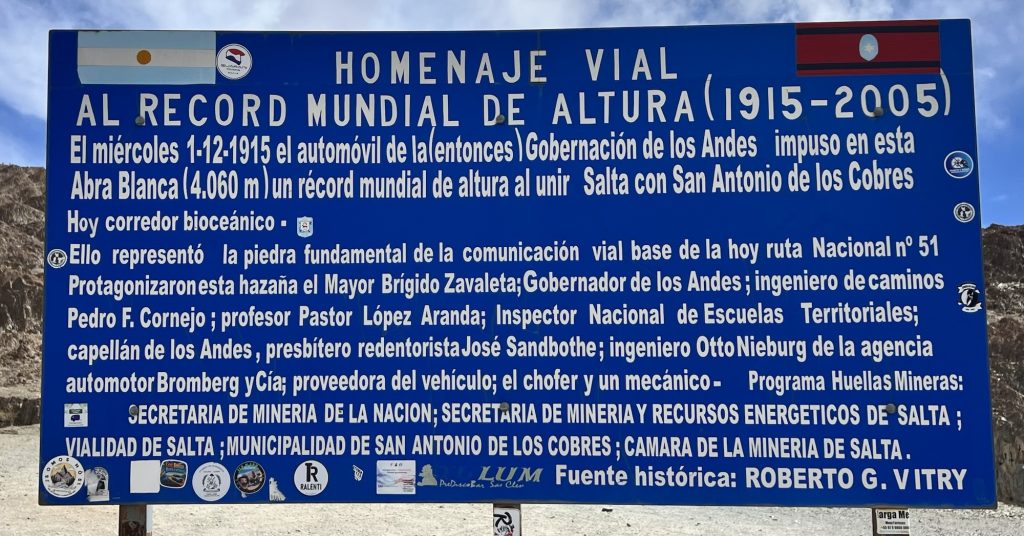 HOMENAJE VIAL
AL RECORD MUNDIAL DE ALTURA (1915-2005)
El miércoles 1-12-1915 el automóvil de la (entonces) Gobernación de los Andes impuso en esta
Abra Blanca (4.060 m) un récord mundial de altura al unir Salta con San Antonio de los Cobres
Hoy corredor bioceánico -
Ello representó la piedra fundamental de la comunicación vial base de la hoy ruta Nacional nº 51
Protagonizaron esta hazaña el Mayor Brígido Zavaleta; Gobernador de los Andes; ingeniero de caminos
Pedro F. Cornejo; profesor Pastor López Aranda; Inspector Nacional de Escuelas Territoriales;
capellán de los Andes, presbítero redentorista José Sandbothe; ingeniero Otto Nieburg de la agencia
automotor Bromberg y Cía; proveedora del vehículo; el chofer y un mecánico - Programa Huellas Mineras:
SECRETARIA DE MINERIA DE LA NACION; SECRETARIA DE MINERIA Y RECURSOS ENERGETICOS DE SALTA;
VIALIDAD DE SALTA; MUNICIPALIDAD DE SAN ANTONIO DE LOS COBRES; CAMARA DE LA MINERIA DE SALTA.
R
RALENTI
LUM
Fuente histórica: ROBERTO G. VITRY